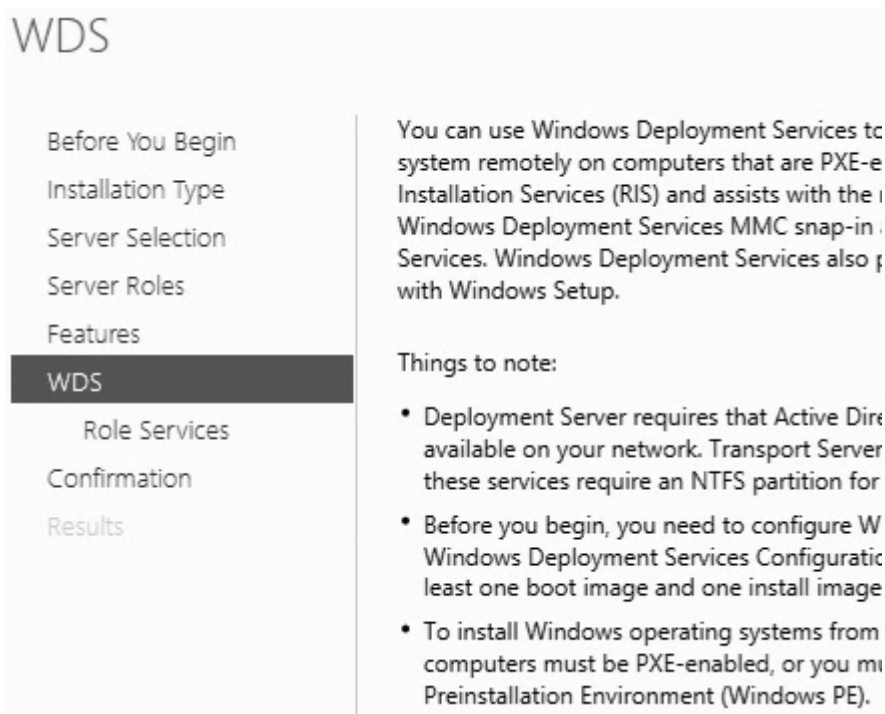 WDS
Before You Begin
Installation Type
Server Selection
Server Roles
Features
WDS
Role Services
Confirmation
Results
You can use Windows Deployment Services to
system remotely on computers that are PXE-e
Installation Services (RIS) and assists with the
Windows Deployment Services MMC snap-in
Services. Windows Deployment Services also p
with Windows Setup.
Things to note:
• Deployment Server requires that Active Dire
available on your network. Transport Server
these services require an NTFS partition for
• Before you begin, you need to configure W
Windows Deployment Services Configuratio
least one boot image and one install image
• To install Windows operating systems from
computers must be PXE-enabled, or you mu
Preinstallation Environment (Windows PE).